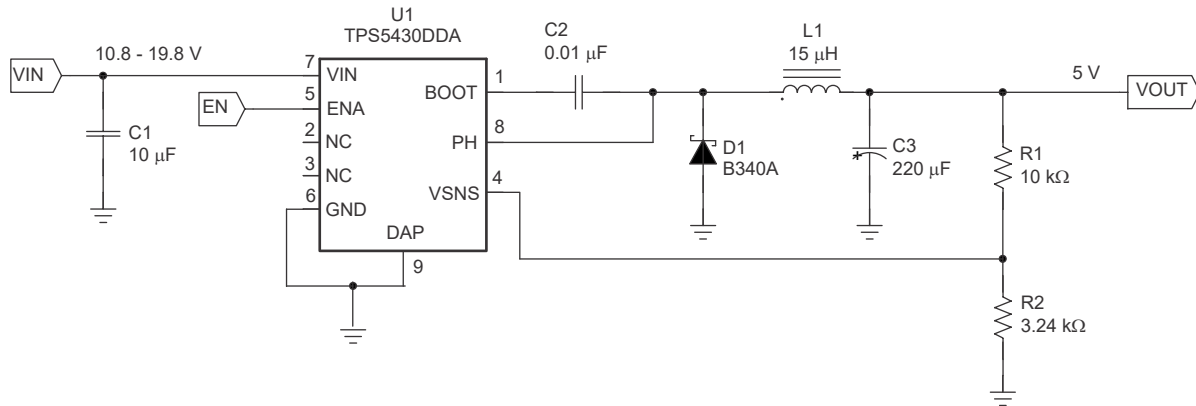 U1
TPS5430DDA
VIN
10.8 - 19.8 V
C1
10 μF
EN
7
5
2
3
6
VIN
ENA
NC
NC
GND
DAP
9
BOOT
PH
VSNS
1
8
4
C2
0.01 μF
D1
B340A
L1
15 μH
C3
220 μF
5 V
VOUT
R1
10 kΩ
R2
3.24 kΩ